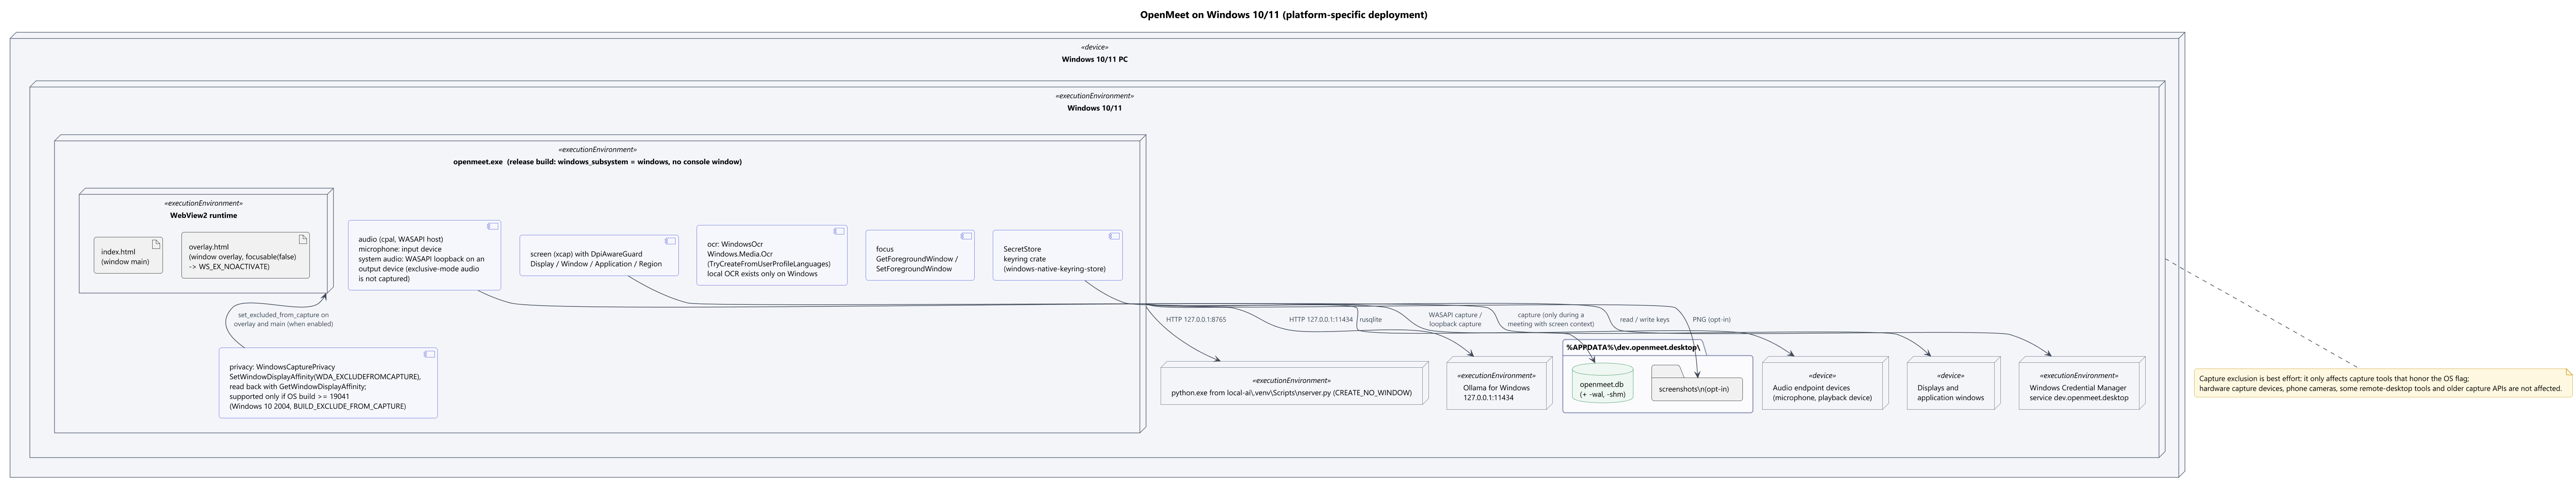 OpenMeet on Windows 10/11 (platform-specific deployment)
«device»
Windows 10/11 PC
«executionEnvironment»
Windows 10/11
«executionEnvironment»
openmeet.exe (release build: windows_subsystem = windows, no console window)
«executionEnvironment»
WebView2 runtime
index.html
(window main)
overlay.html
(window overlay, focusable(false)
-> WS_EX_NOACTIVATE)
audio (cpal, WASAPI host)
microphone: input device
system audio: WASAPI loopback on an
output device (exclusive-mode audio
is not captured)
screen (xcap) with DpiAwareGuard
Display / Window / Application / Region
ocr: WindowsOcr
Windows.Media.Ocr
(TryCreateFromUserProfileLanguages)
local OCR exists only on Windows
focus
GetForegroundWindow /
SetForegroundWindow
SecretStore
keyring crate
(windows-native-keyring-store)
set_excluded_from_capture on
overlay and main (when enabled)
privacy: WindowsCapturePrivacy
SetWindowDisplayAffinity(WDA_EXCLUDEFROMCAPTURE),
read back with GetWindowDisplayAffinity;
supported only if OS build >= 19041
(Windows 10 2004, BUILD_EXCLUDE_FROM_CAPTURE)
HTTP 127.0.0.1:8765
HTTP 127.0.0.1:11434
rusqlite
WASAPI capture /
loopback capture
capture (only during a
meeting with screen context)
read / write keys
PNG (opt-in)
«executionEnvironment»
python.exe from local-ai\.venv\Scripts\nserver.py (CREATE_NO_WINDOW)
«executionEnvironment»
Ollama for Windows
127.0.0.1:11434
%APPDATA%\dev.openmeet.desktop\
openmeet.db
(+ -wal, -shm)
screenshots\n(opt-in)
«device»
Audio endpoint devices
(microphone, playback device)
«device»
Displays and
application windows
«executionEnvironment»
Windows Credential Manager
service dev.openmeet.desktop
Capture exclusion is best effort: it only affects capture tools that honor the OS flag;
hardware capture devices, phone cameras, some remote-desktop tools and older capture APIs are not affected.